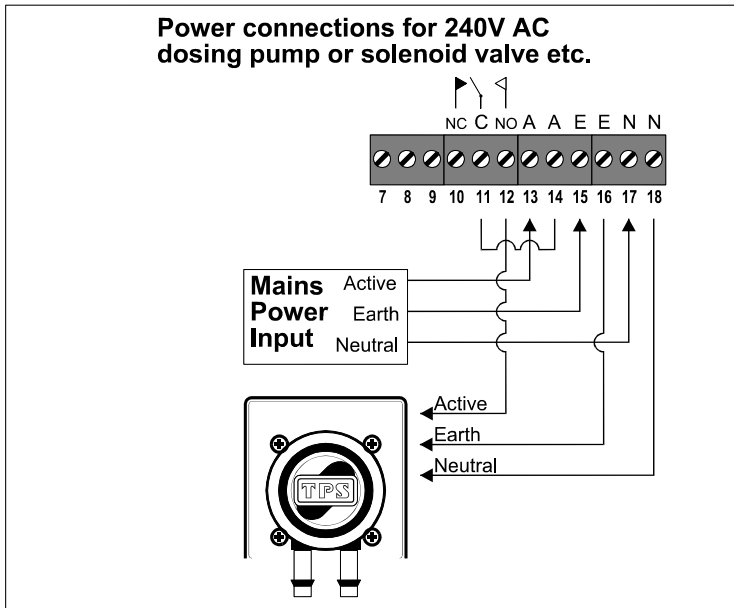 Power connections for 240V AC
dosing pump or solenoid valve etc.
NC C NO A A E E N N
7 8 9 10 11 12 13 14 15 16 17 18
Mains Power Input
Active
Earth
Neutral
Active
Earth
Neutral
TPS